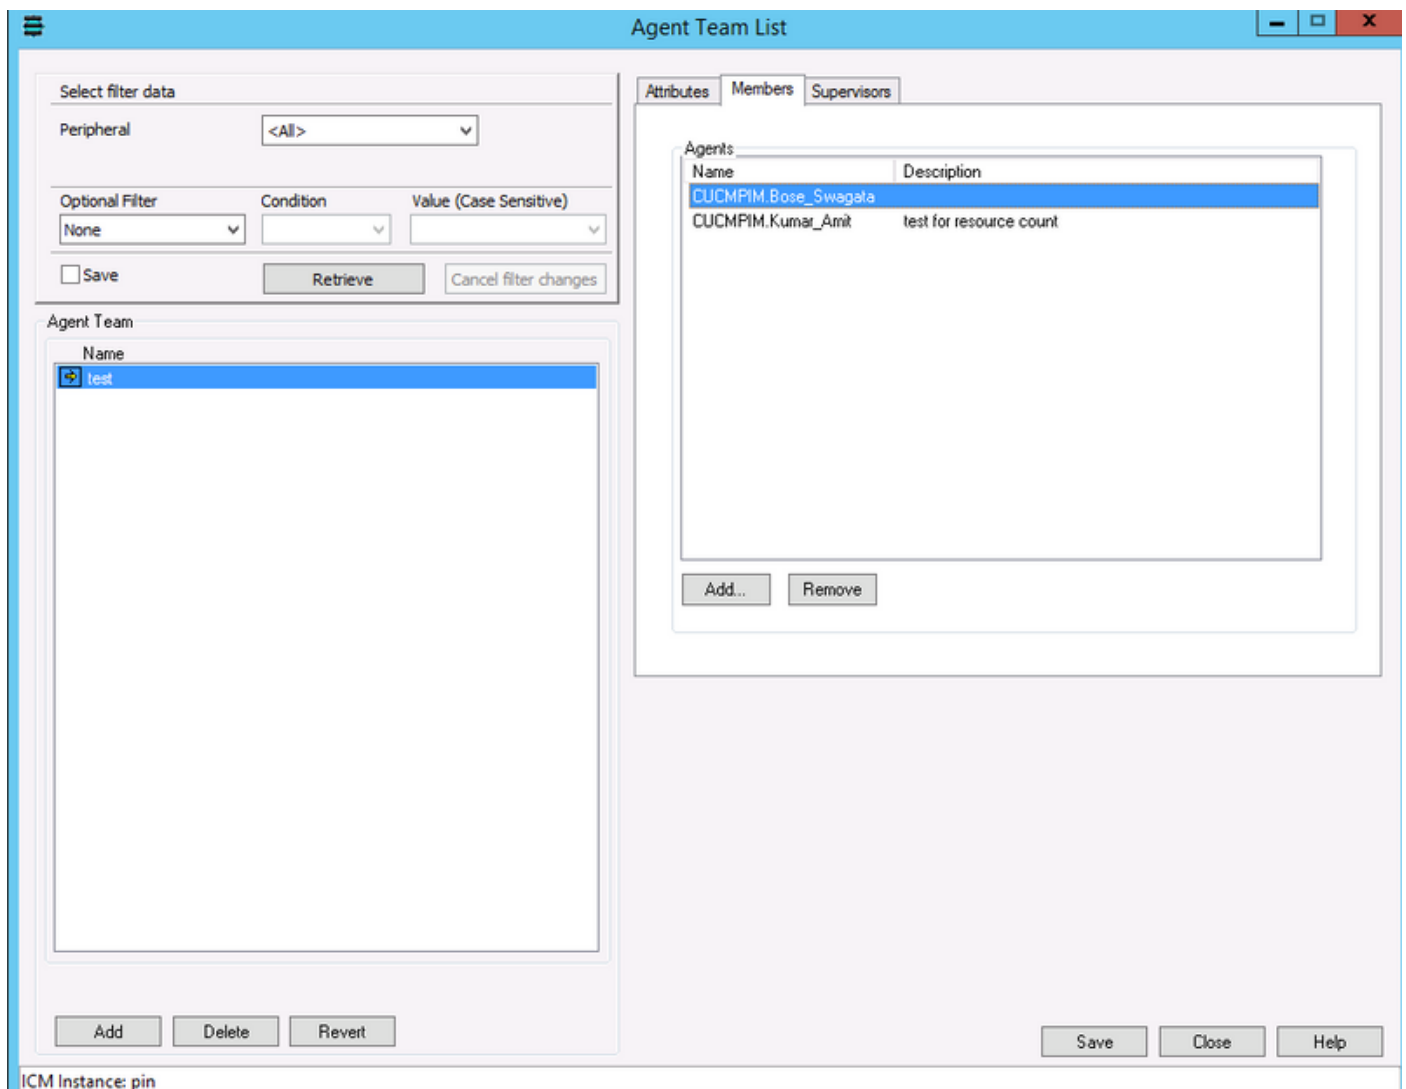 Agent Team List
Select filter data
Peripheral
<All>
Optional Filter Condition Value (Case Sensitive)
None
Save Retrieve Cancel filter changes
Agent Team
Name
test
Add Delete Revert
Attributes Members Supervisors
Agents
Name Description
CUCMPIM.Bose_Swagata
CUCMPIM.Kumar_Amit test for resource count
Add... Remove
Save Close Help
ICM Instance: pin